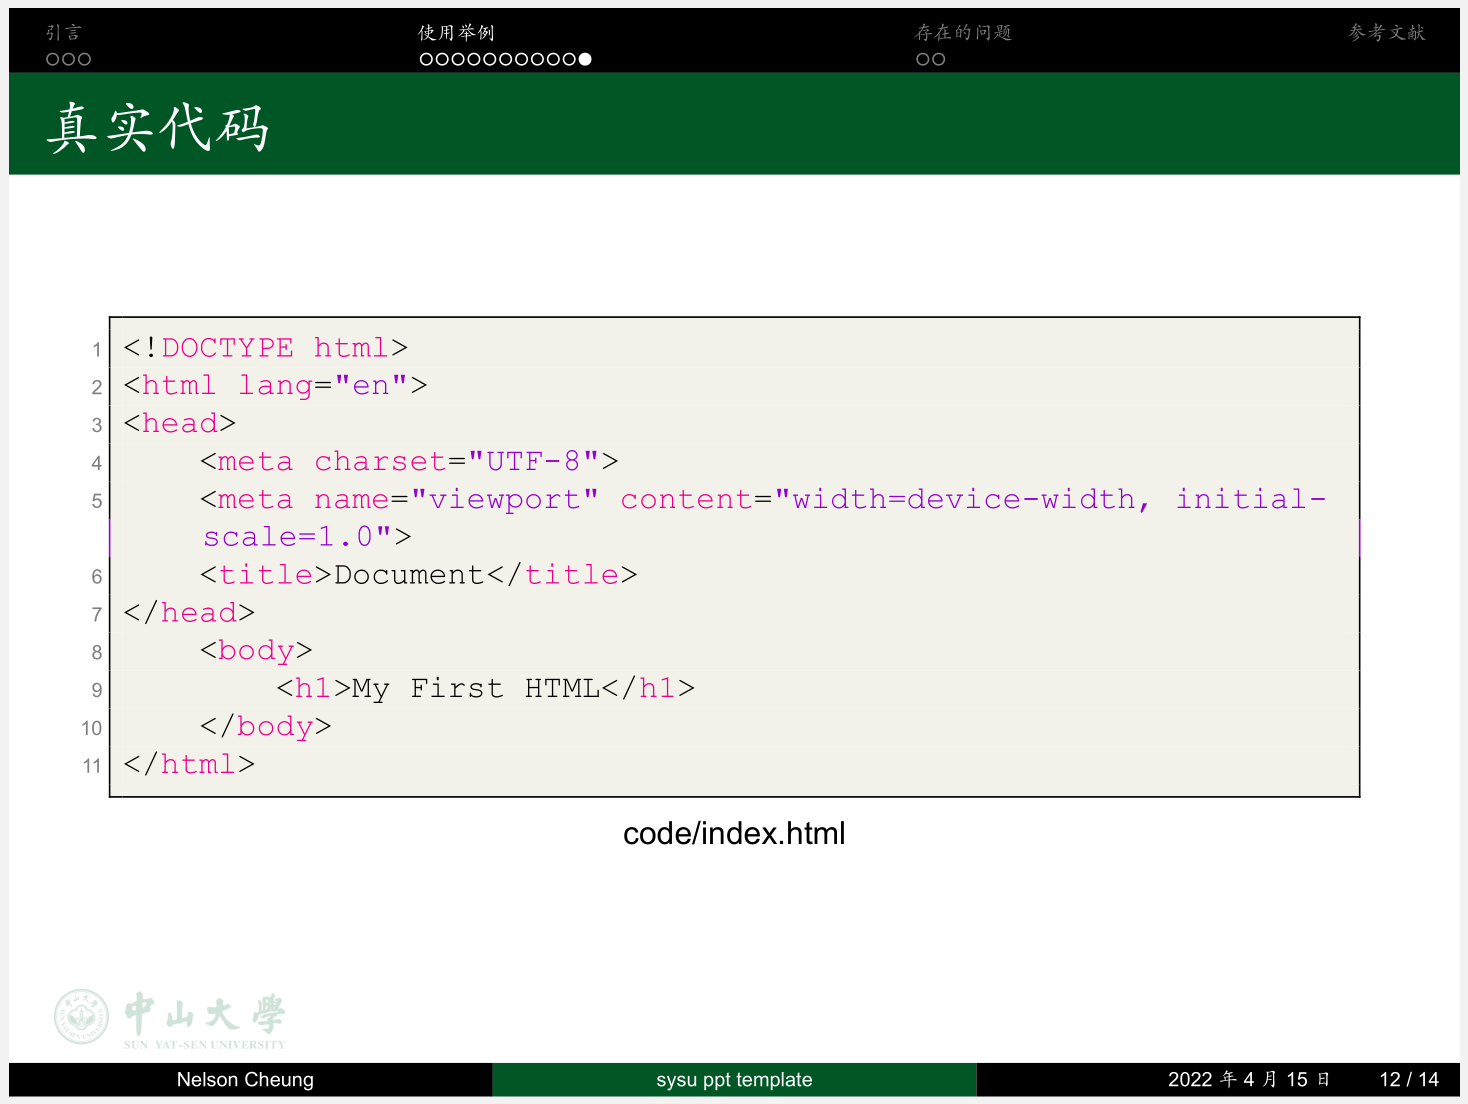 引言 使用举例 存在的问题 参考文献
真实代码
1 <!DOCTYPE html>
2 <html lang="en">
3 <head>
4     <meta charset="UTF-8">
5     <meta name="viewport" content="width=device-width, initial-
scale=1.0">
6     <title>Document</title>
7 </head>
8     <body>
9         <h1>My First HTML</h1>
10     </body>
11 </html>
code/index.html
中山大學
SUN YAT-SEN UNIVERSITY
Nelson Cheung sysu ppt template 2022 年 4 月 15 日 12 / 14